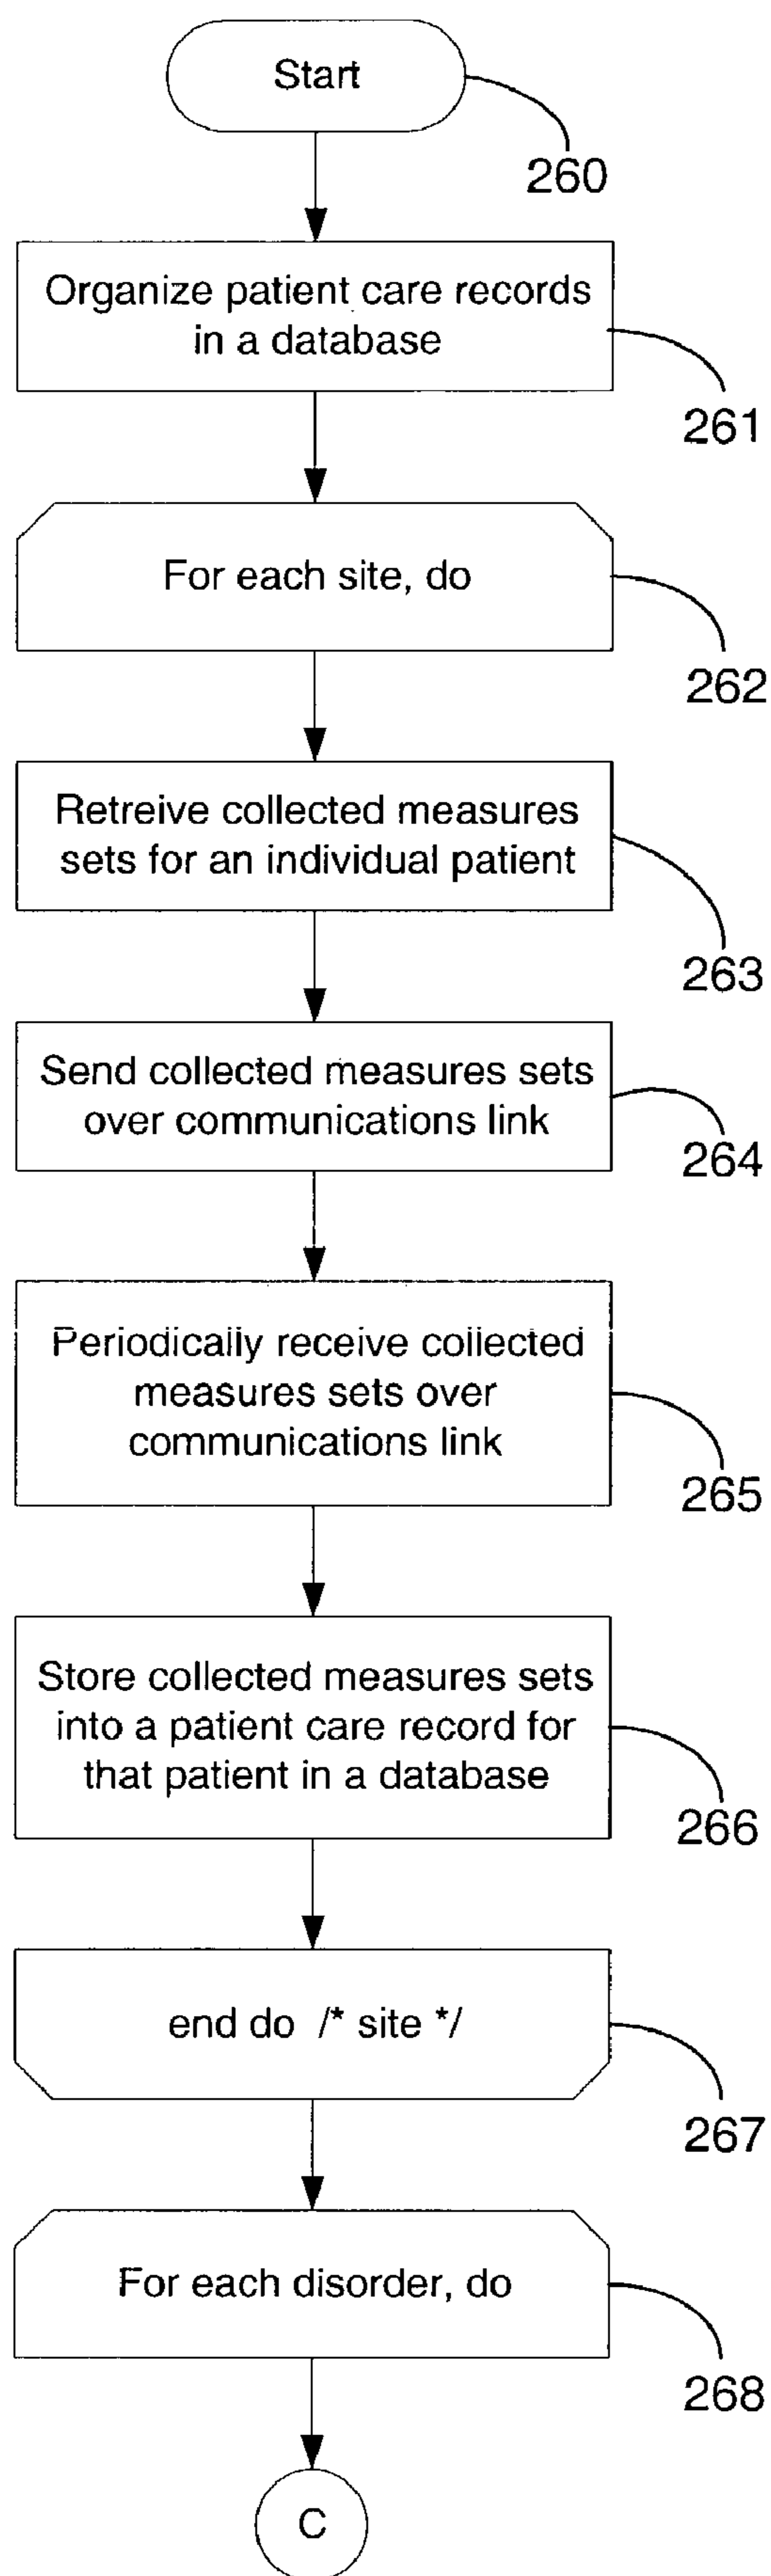 Start
260
Organize patient care records
in a database
261
For each site, do
262
Retreive collected measures
sets for an individual patient
263
Send collected measures sets
over communications link
264
Periodically receive collected
measures sets over
communications link
265
Store collected measures sets
into a patient care record for
that patient in a database
266
end do /* site */
267
For each disorder, do
268
C